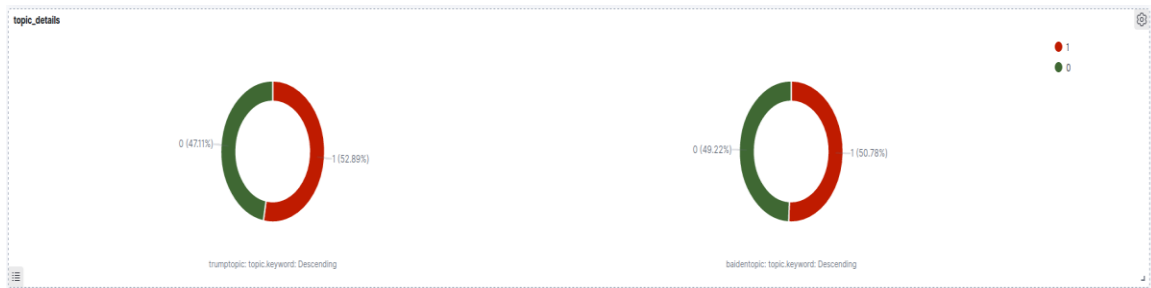 topic_details
1
0
0 (47.11%)
1 (52.89%)
0 (49.22%)
1 (50.78%)
trumptopic: topic.keyword: Descending
baidentopic: topic.keyword: Descending